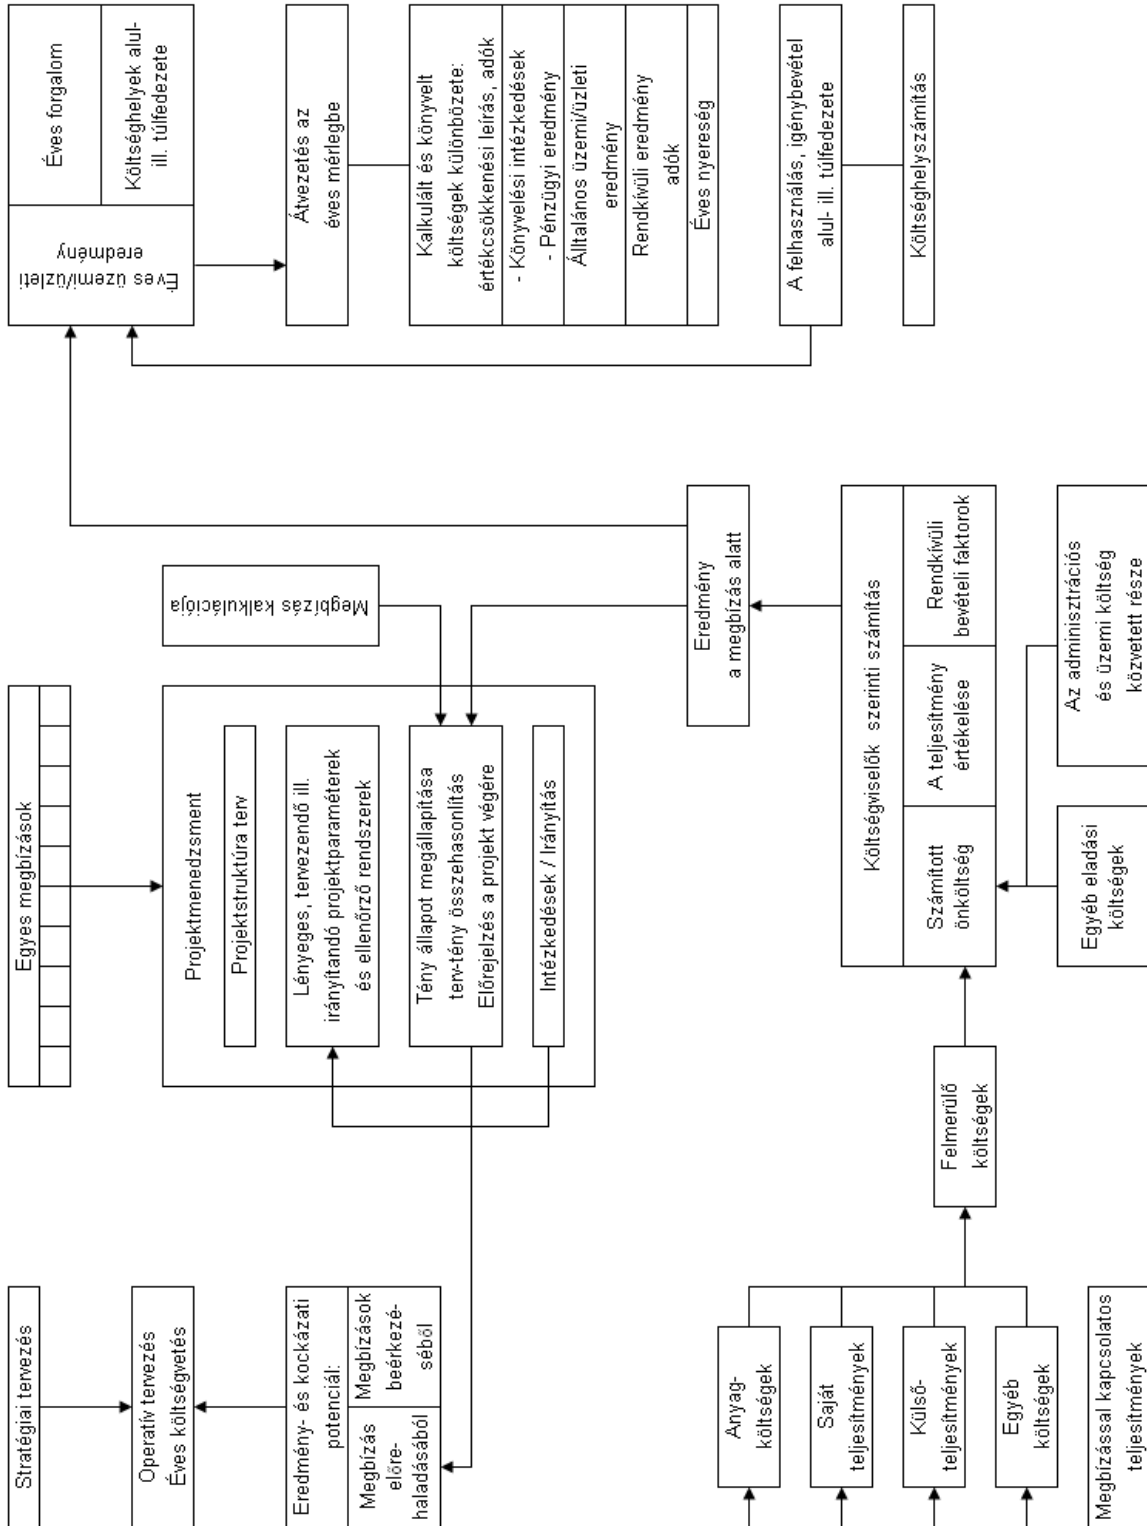 Stratégiai tervezés
Operatív tervezés
Éves költségvetés
Eredmény- és kockázati
potenciál:
Megbízás
előre-
haladásából
Megbízások
beérkezé-
séből
Egyes megbízások
Projektmenedzsment
Projektstruktúra terv
Lényeges, tervezendő ill.
irányítandó projektparaméterek
és ellenőrző rendszerek
Tény állapot megállapítása
terv-tény összehasonlítás
Előrejelzés a projekt végére
Intézkedések / Irányítás
Megbízás kalkulációja
Éves üzemi/üzleti
eredmény
Éves forgalom
Költséghelyek alul-
ill. túlfedezete
Átvezetés az
éves mérlegbe
Kalkulált és könyvelt
költségek különbözete:
értékcsökkenési leírás, adók
- Könyvelési intézkedések
- Pénzügyi eredmény
Álltalános üzemi/üzleti
eredmény
Rendkívüli eredmény
adók
Éves nyereség
A felhasználás, igénybevétel
alul- ill. túlfedezete
Költséghelyszámítás
Eredmény
a megbízás alatt
Anyag-
költségek
Saját
teljesítmények
Külső-
teljesítmények
Egyéb
költségek
Megbízással kapcsolatos
teljesítmények
Felmerülő
költségek
Költségviselők szerinti számítás
Számított
önköltség
A teljesítmény
értékelése
Rendkívüli
bevételi faktorok
Egyéb eladási
költségek
Az adminisztrációs
és üzemi költség
közvetett része